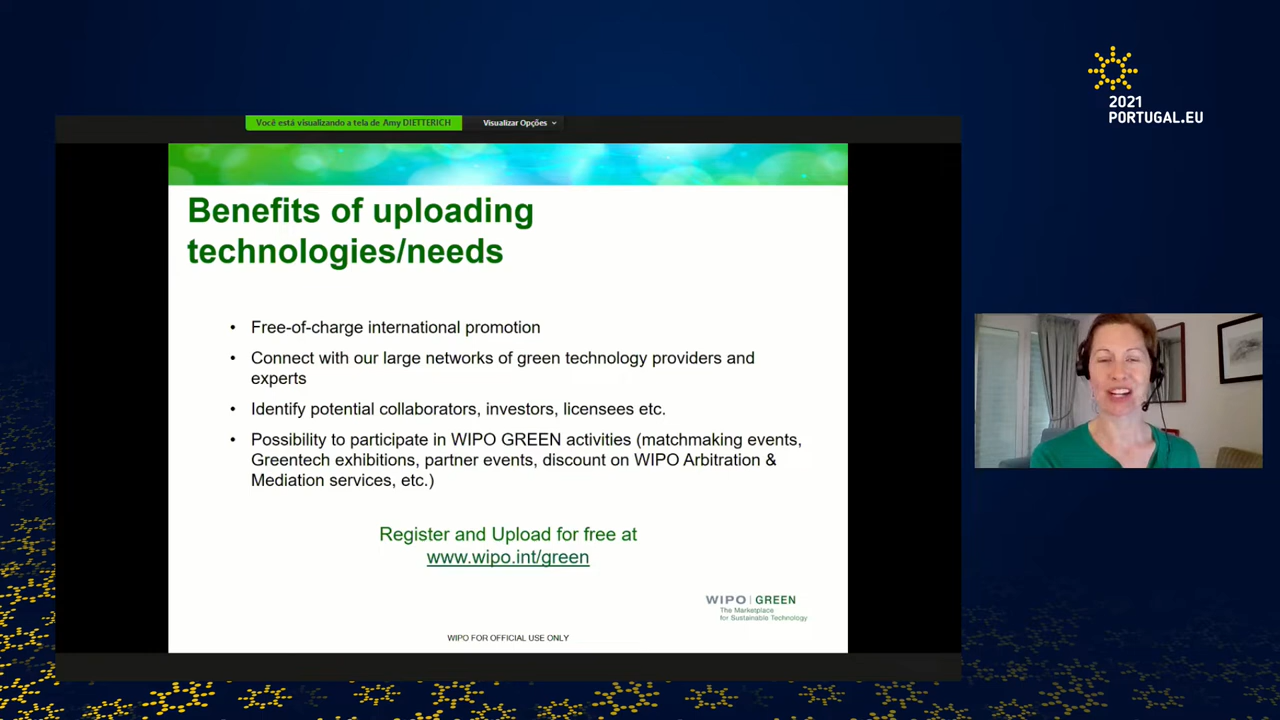 2021
PORTUGAL.EU
Você está visualizando a tela de Amy DIETTERICH
Visualizar Opções
Benefits of uploading
technologies/needs
• Free-of-charge international promotion
• Connect with our large networks of green technology providers and
experts
• Identify potential collaborators, investors, licensees etc.
• Possibility to participate in WIPO GREEN activities (matchmaking events,
Greentech exhibitions, partner events, discount on WIPO Arbitration &
Mediation services, etc.)
Register and Upload for free at
www.wipo.int/green
WIPO | GREEN
The Marketplace
for Sustainable Technology
WIPO FOR OFFICIAL USE ONLY